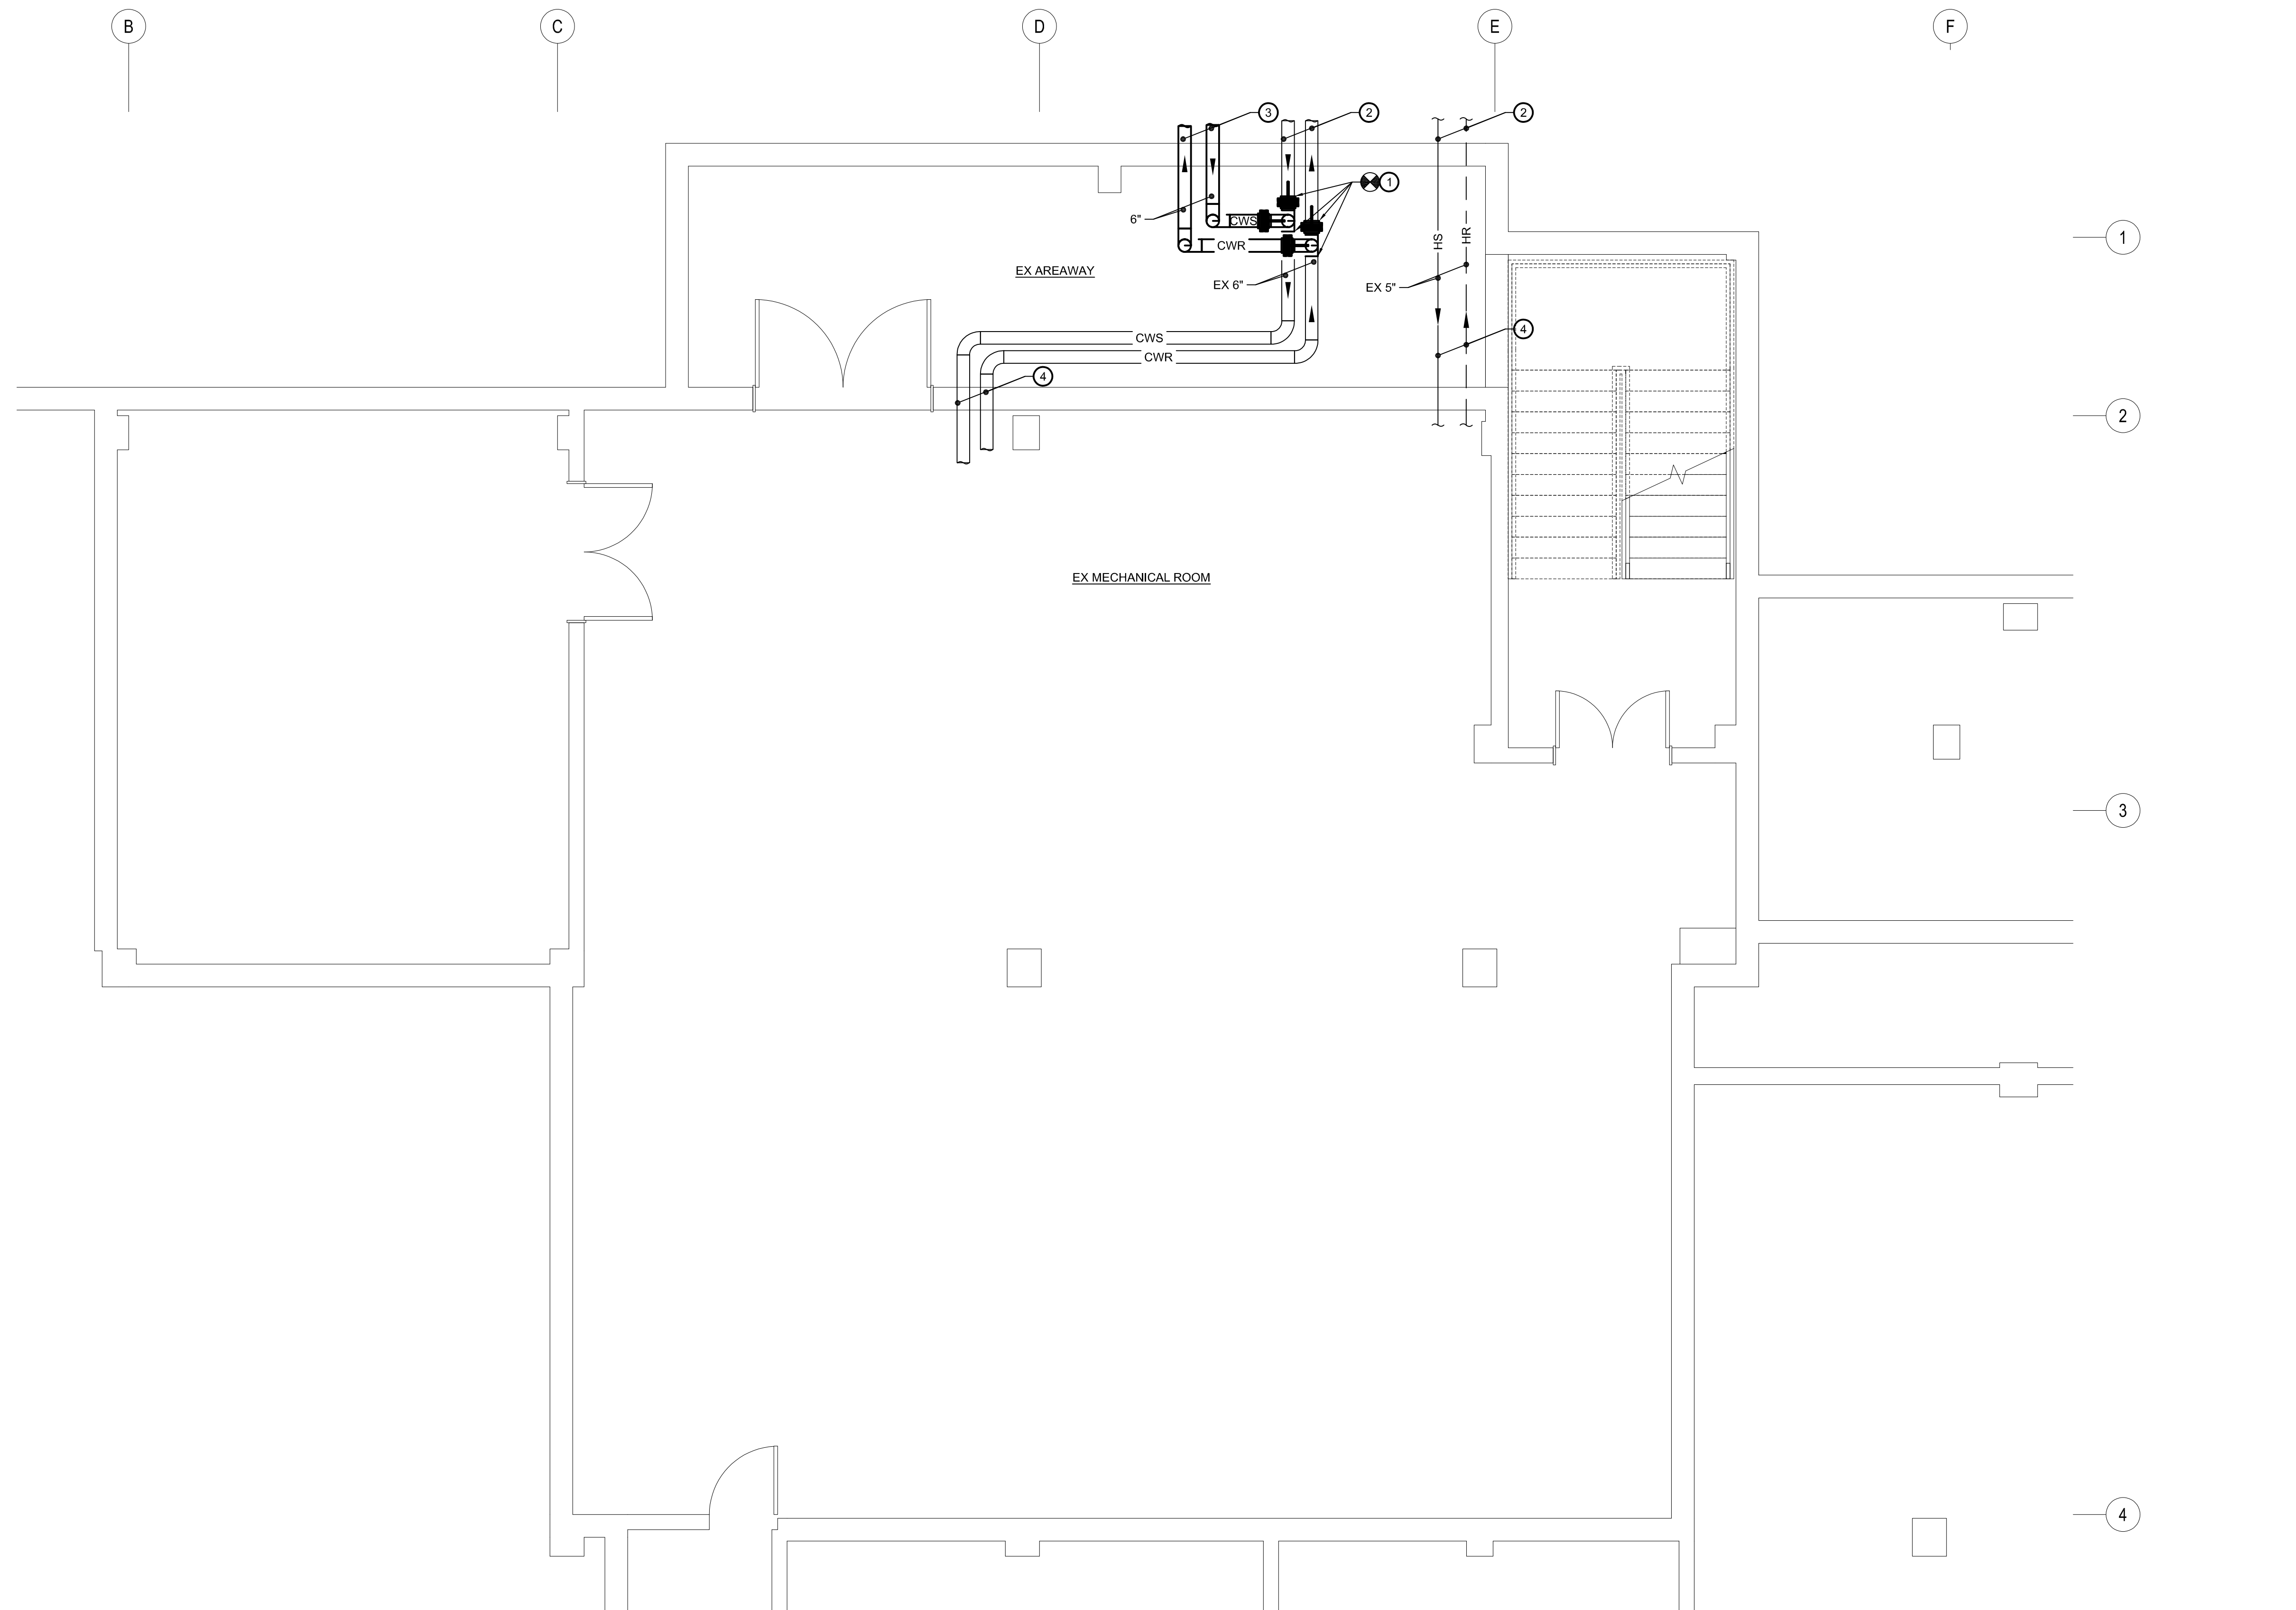 B
C
D
E
F
3
2
2
1
6"
CWS
CWR
HS
HR
1
EX AREAWAY
EX 6"
EX 5"
4
CWS
CWR
4
2
EX MECHANICAL ROOM
3
4